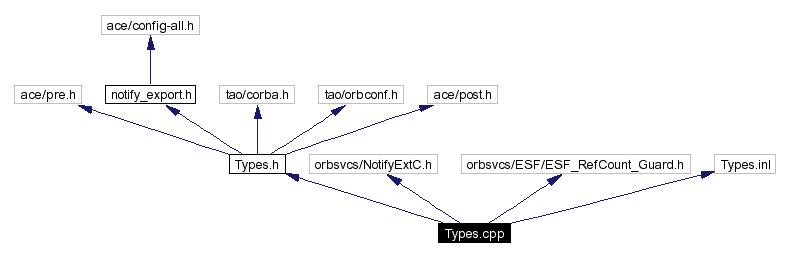 ace/config-all.h
ace/pre.h
notify_export.h
tao/corba.h
tao/orbconf.h
ace/post.h
Types.h
orbsvcs/NotifyExtC.h
orbsvcs/ESF/ESF_RefCount_Guard.h
Types.inl
Types.cpp